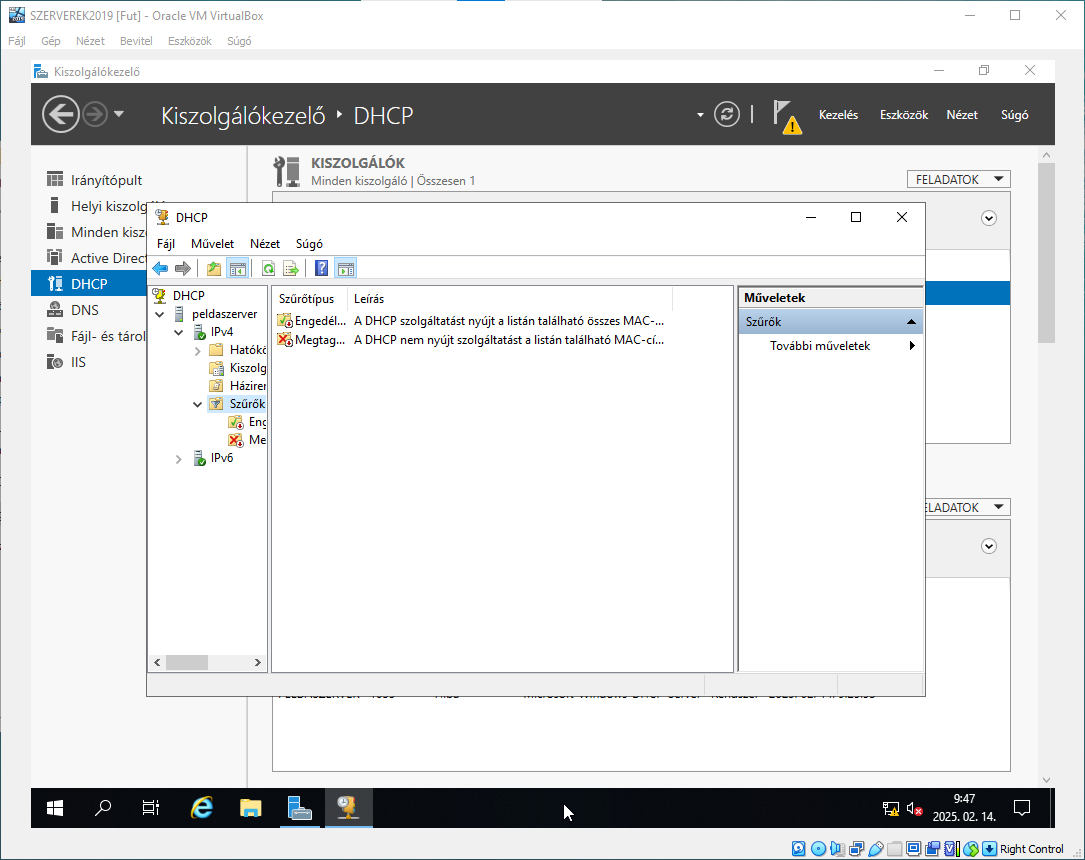 SZERVEREK2019 [Fut] - Oracle VM VirtualBox
Fájl Gép Nézet Bevitel Eszközök Súgó
Kiszolgálókezelő
Kiszolgálókezelő ‣ DHCP
Kezelés Eszközök Nézet Súgó
Irányítópult
Helyi kiszolg
Minden kisz
Active Direct
DHCP
DNS
Fájl- és tárol
IIS
KISZOLGÁLÓK
Minden kiszolgáló | Összesen 1
FELADATOK
DHCP
Fájl Művelet Nézet Súgó
DHCP
peldaszerver
IPv4
Hatókö
Kiszolg
Házirer
Szűrők
Eng
Me
IPv6
Szűrőtípus Leírás
Engedél... A DHCP szolgáltatást nyújt a listán található összes MAC-...
Megtag... A DHCP nem nyújt szolgáltatást a listán található MAC-cí...
Műveletek
Szűrők
További műveletek
ELADATOK
9:47
2025. 02. 14.
Right Control